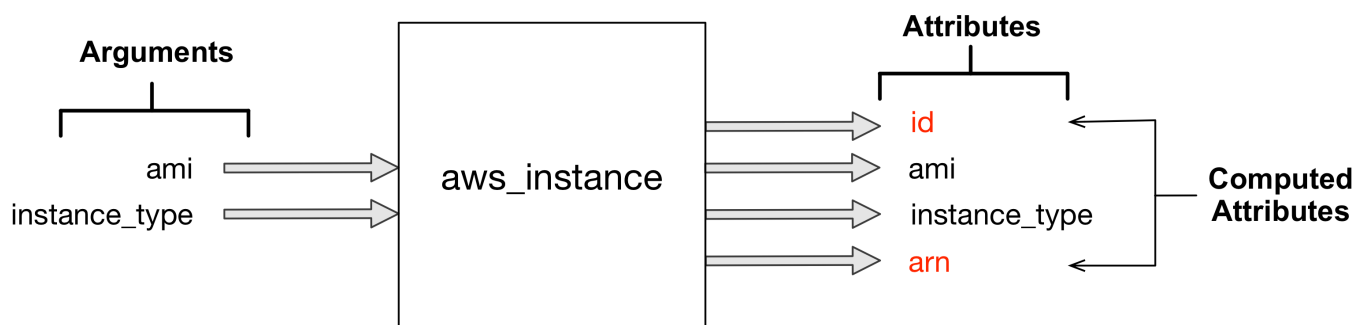 Arguments
ami
instance_type
aws_instance
Attributes
id
ami
instance_type
arn
Computed
Attributes